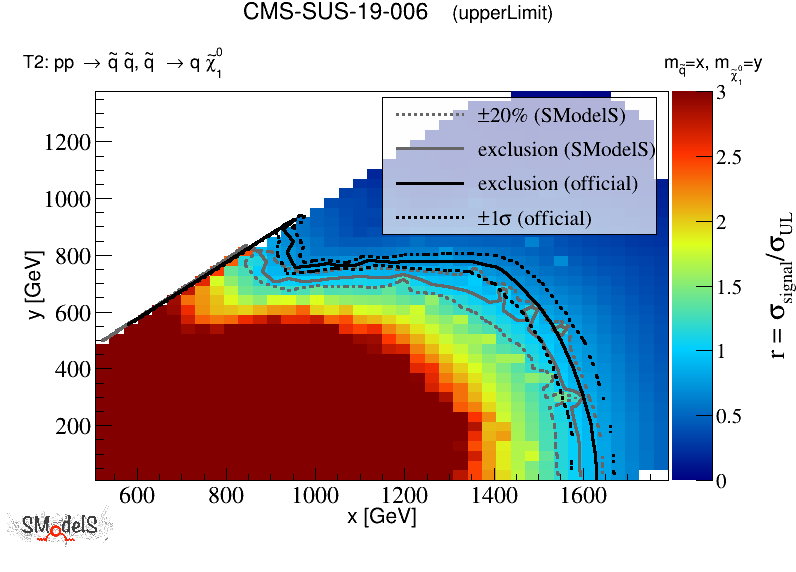 CMS-SUS-19-006 (upperLimit)
T2: pp → q̃ q̃, q̃ → q χ̃₁⁰
m_q̃=x, m_χ̃₁⁰=y
±20% (SModelS)
exclusion (SModelS)
exclusion (official)
±1σ (official)
y [GeV]
1200
1000
800
600
400
200
600 800 1000 1200 1400 1600
x [GeV]
3
2.5
2
1.5
1
0.5
0
r = σ_signal/σ_UL
SModelS